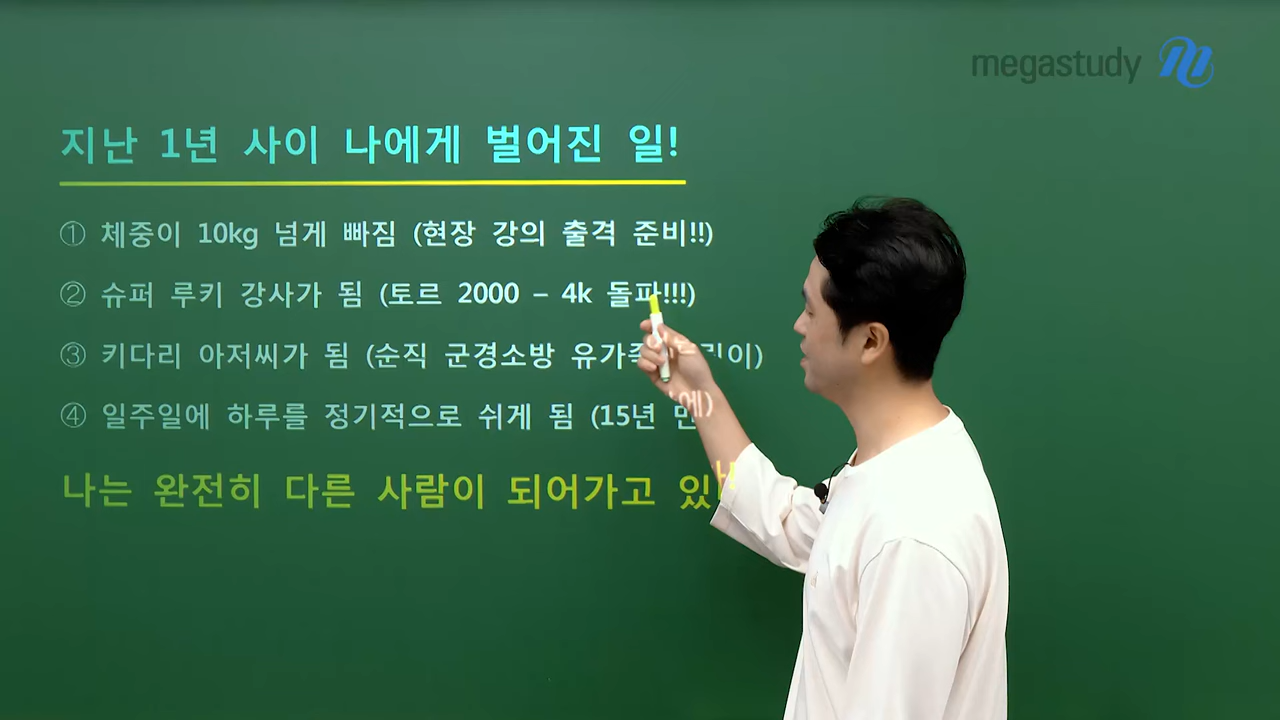 megastudy
지난 1년 사이 나에게 벌어진 일!
① 체중이 10kg 넘게 빠짐 (현장 강의 출격 준비!!)
② 슈퍼 루키 강사가 됨 (토르 2000 – 4k 돌파!!!)
③ 키다리 아저씨가 됨 (순직 군경소방
④ 일주일에 하루를 정기적으로 쉬게 됨 (15년
나는 완전히 다른 사람이 되어가고